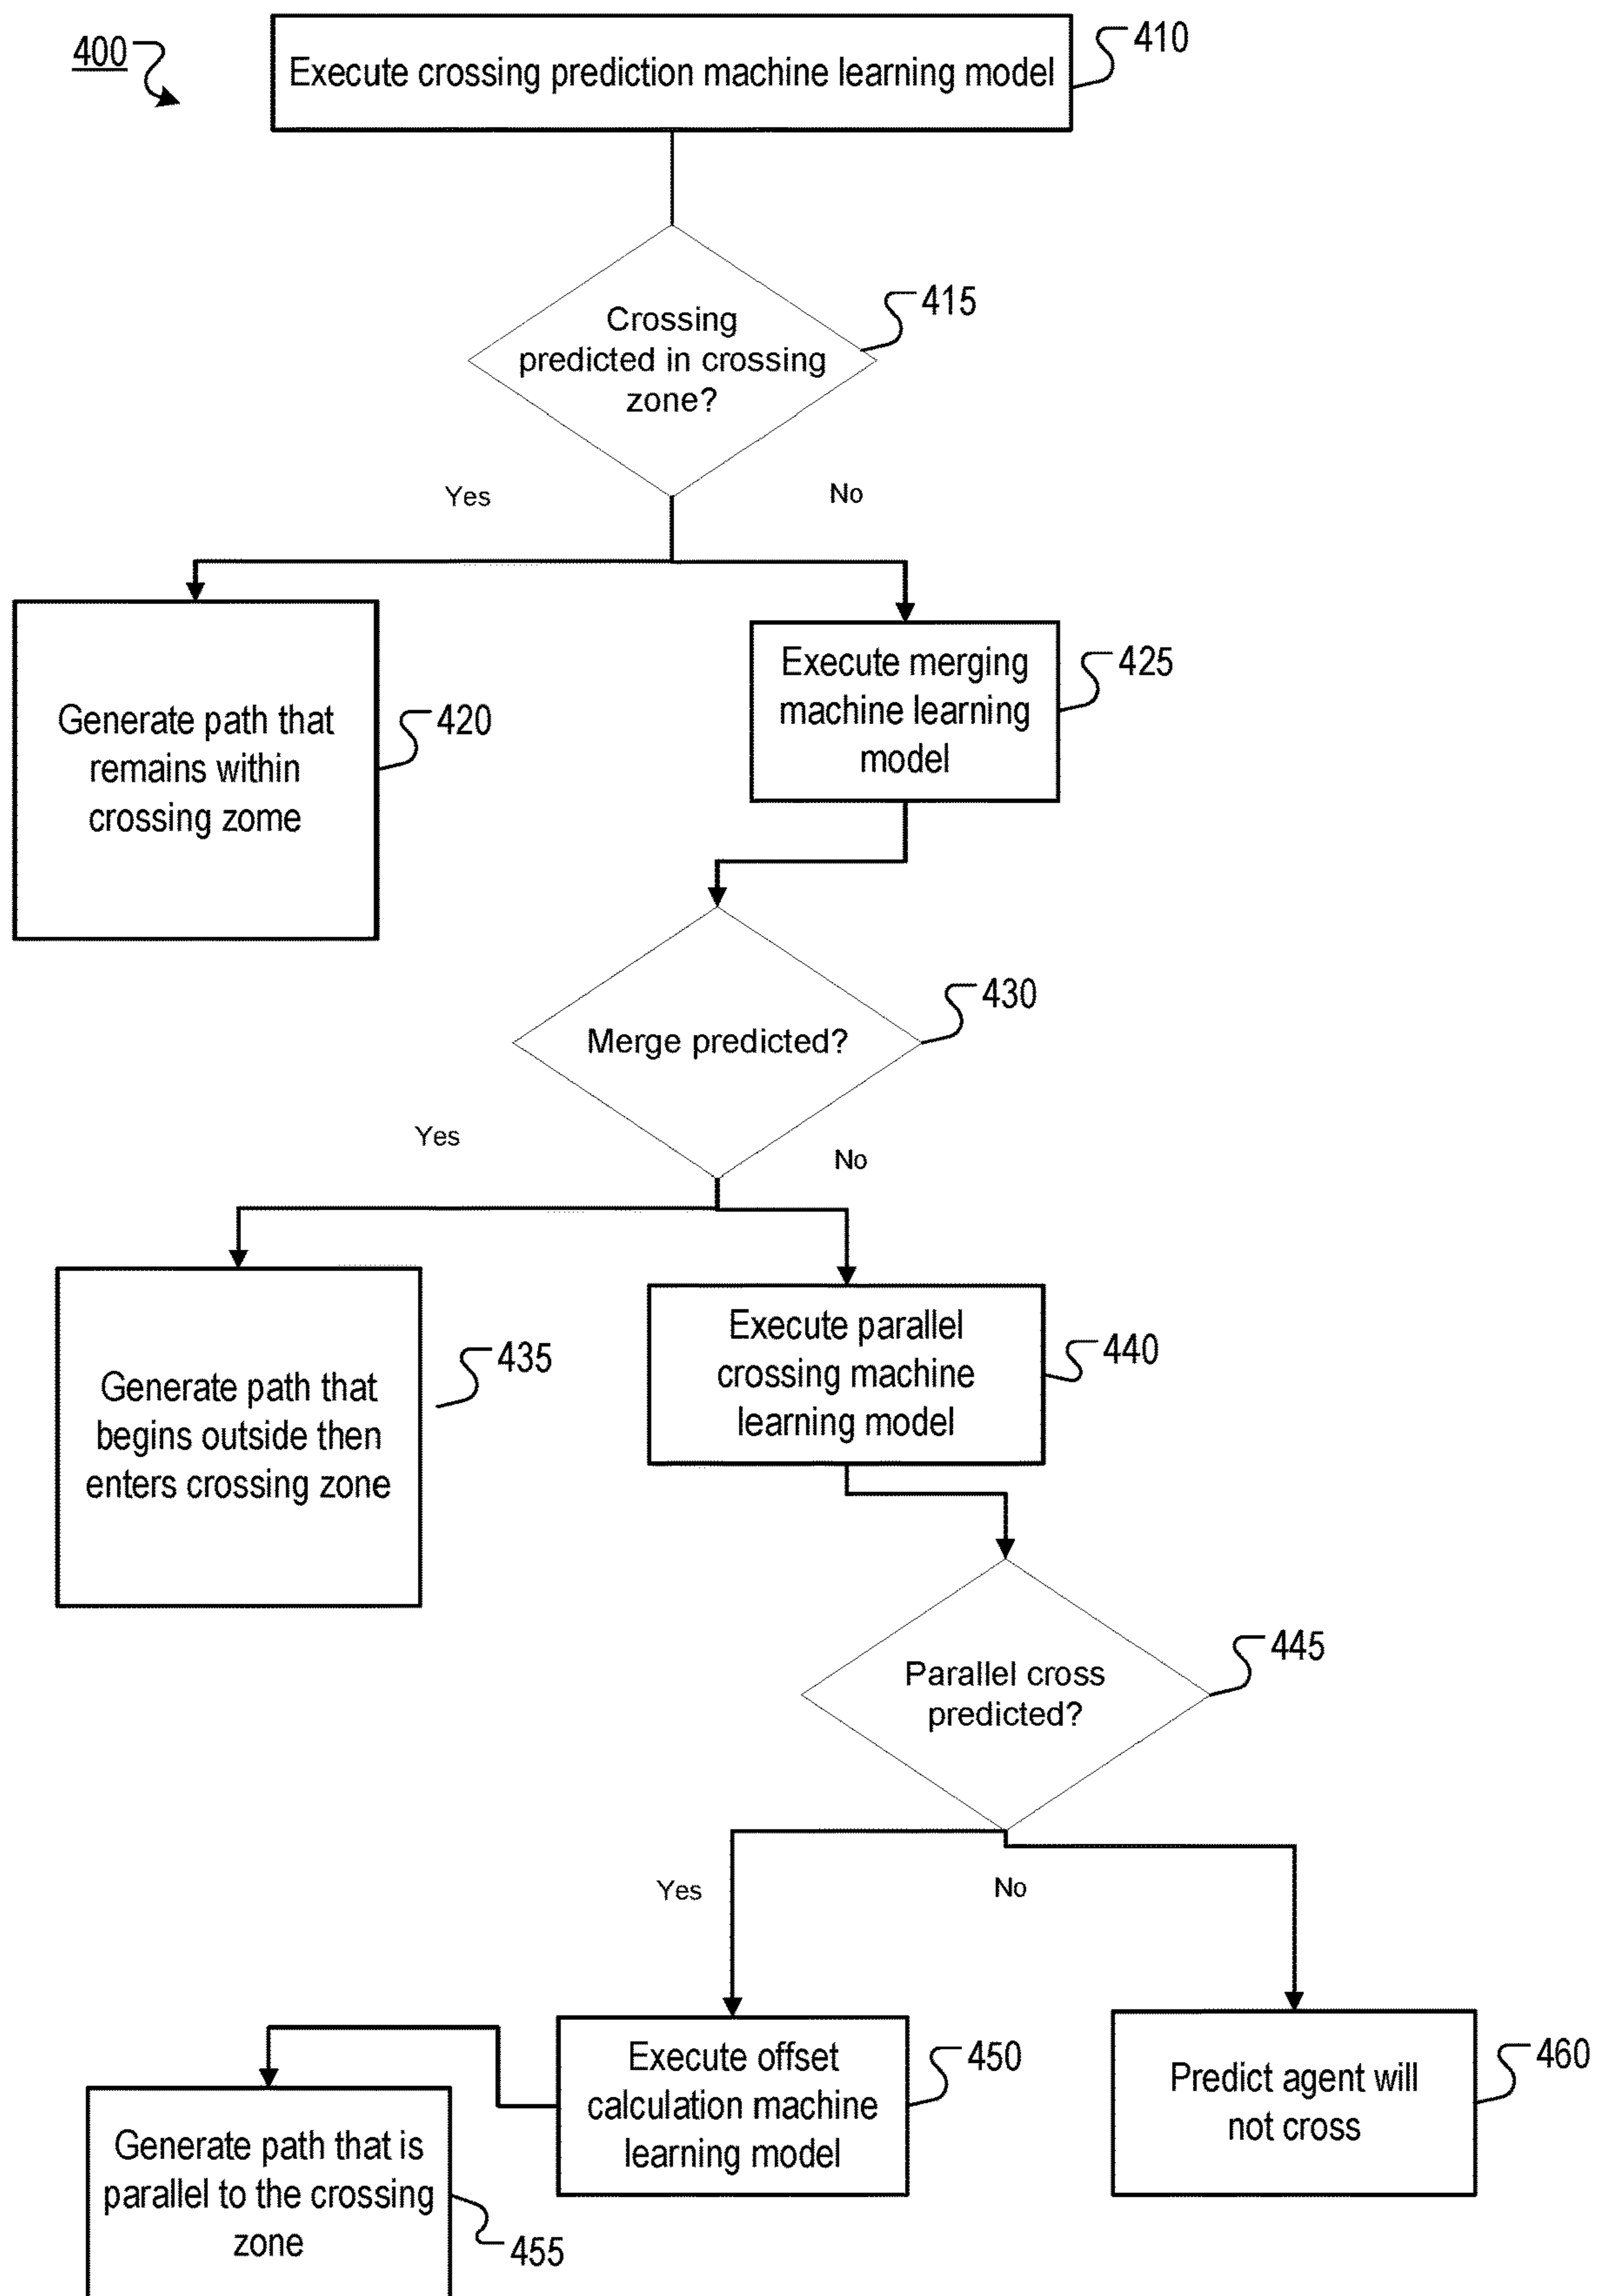 400
Execute crossing prediction machine learning model
410
Crossing
predicted in crossing
zone?
415
Yes
No
Generate path that
remains within
crossing zome
420
Execute merging
machine learning
model
425
Merge predicted?
430
Yes
No
Generate path that
begins outside then
enters crossing zone
435
Execute parallel
crossing machine
learning model
440
Parallel cross
predicted?
445
Yes
No
Execute offset
calculation machine
learning model
450
Predict agent will
not cross
460
Generate path that is
parallel to the crossing
zone
455